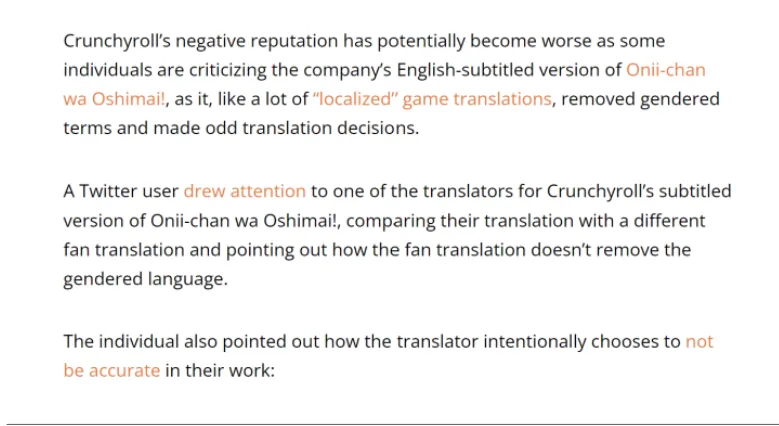 Crunchyroll's negative reputation has potentially become worse as some
individuals are criticizing the company's English-subtitled version of Onii-chan
wa Oshimai!, as it, like a lot of “localized” game translations, removed gendered
terms and made odd translation decisions.
A Twitter user drew attention to one of the translators for Crunchyroll's subtitled
version of Onii-chan wa Oshimai!, comparing their translation with a different
fan translation and pointing out how the fan translation doesn't remove the
gendered language.
The individual also pointed out how the translator intentionally chooses to not
be accurate in their work: